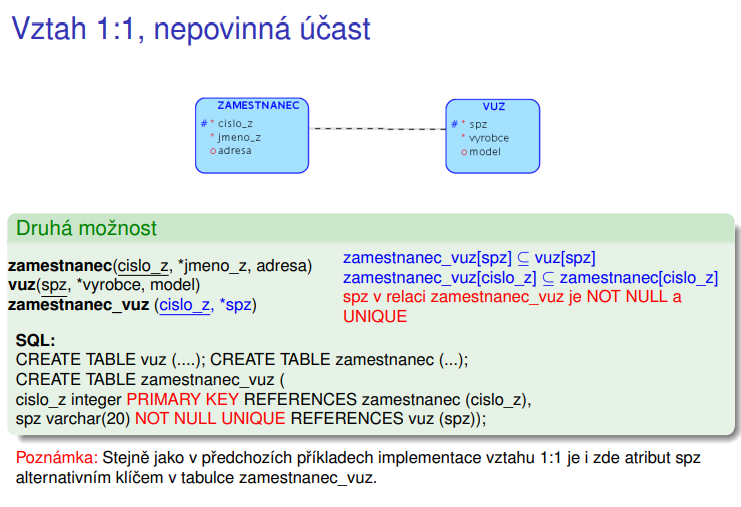 Vztah 1:1, nepovinná účast
ZAMESTNANEC
# * cislo_z
* jmeno_z
o adresa
VUZ
# * spz
* vyrobce
o model
Druhá možnost
zamestnanec(cislo_z, *jmeno_z, adresa)
vuz(spz, *vyrobce, model)
zamestnanec_vuz (cislo_z, *spz)
zamestnanec_vuz[spz] ⊆ vuz[spz]
zamestnanec_vuz[cislo_z] ⊆ zamestnanec[cislo_z]
spz v relaci zamestnanec_vuz je NOT NULL a
UNIQUE
SQL:
CREATE TABLE vuz (....); CREATE TABLE zamestnanec (...);
CREATE TABLE zamestnanec_vuz (
cislo_z integer PRIMARY KEY REFERENCES zamestnanec (cislo_z),
spz varchar(20) NOT NULL UNIQUE REFERENCES vuz (spz));
Poznámka: Stejně jako v předchozích příkladech implementace vztahu 1:1 je i zde atribut spz
alternativním klíčem v tabulce zamestnanec_vuz.